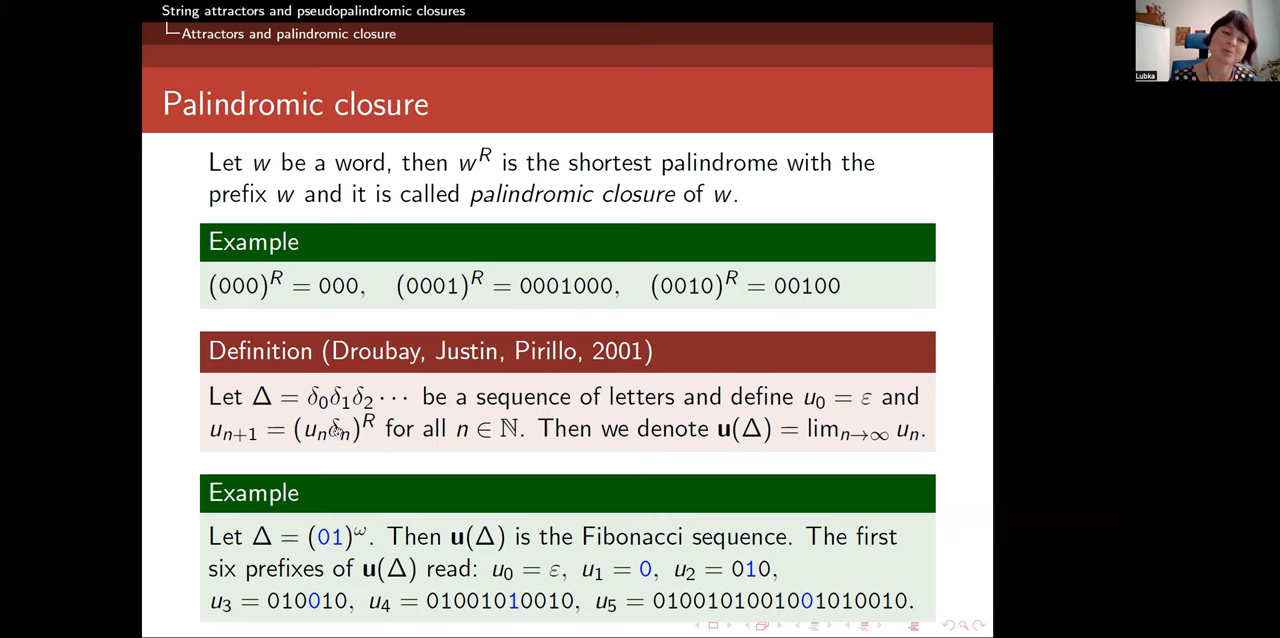 String attractors and pseudopalindromic closures
Attractors and palindromic closure
Lubka
Palindromic closure
Let w be a word, then w^R is the shortest palindrome with the
prefix w and it is called palindromic closure of w.
Example
(000)^R = 000, (0001)^R = 0001000, (0010)^R = 00100
Definition (Droubay, Justin, Pirillo, 2001)
Let Δ = δ₀δ₁δ₂ ⋯ be a sequence of letters and define u₀ = ε and
uₙ₊₁ = (uₙδₙ)^R for all n ∈ ℕ. Then we denote u(Δ) = limₙ→∞ uₙ.
Example
Let Δ = (01)^ω. Then u(Δ) is the Fibonacci sequence. The first
six prefixes of u(Δ) read: u₀ = ε, u₁ = 0, u₂ = 010,
u₃ = 010010, u₄ = 01001010010, u₅ = 0100101001001010010.